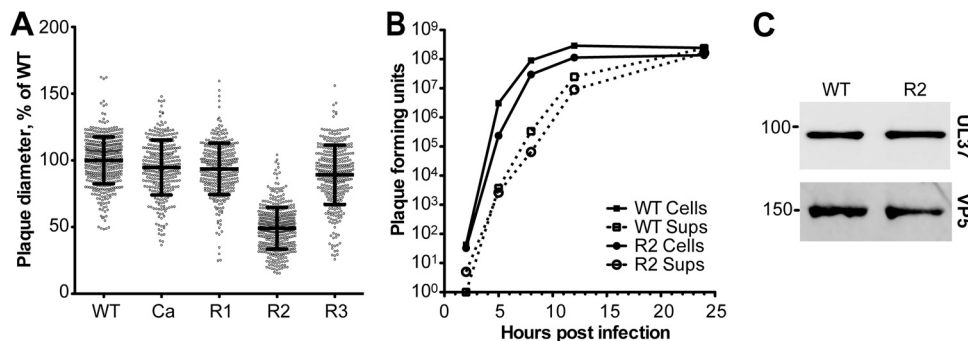 A
Plaque diameter, % of WT
200
150
100
50
0
WT Ca R1 R2 R3
B
Plaque forming units
10⁹
10⁸
10⁷
10⁶
10⁵
10⁴
10³
10²
10¹
10⁰
WT Cells
WT Sups
R2 Cells
R2 Sups
0 5 10 15 20 25
Hours post infection
C
WT R2
100-
UL37
150-
VP5